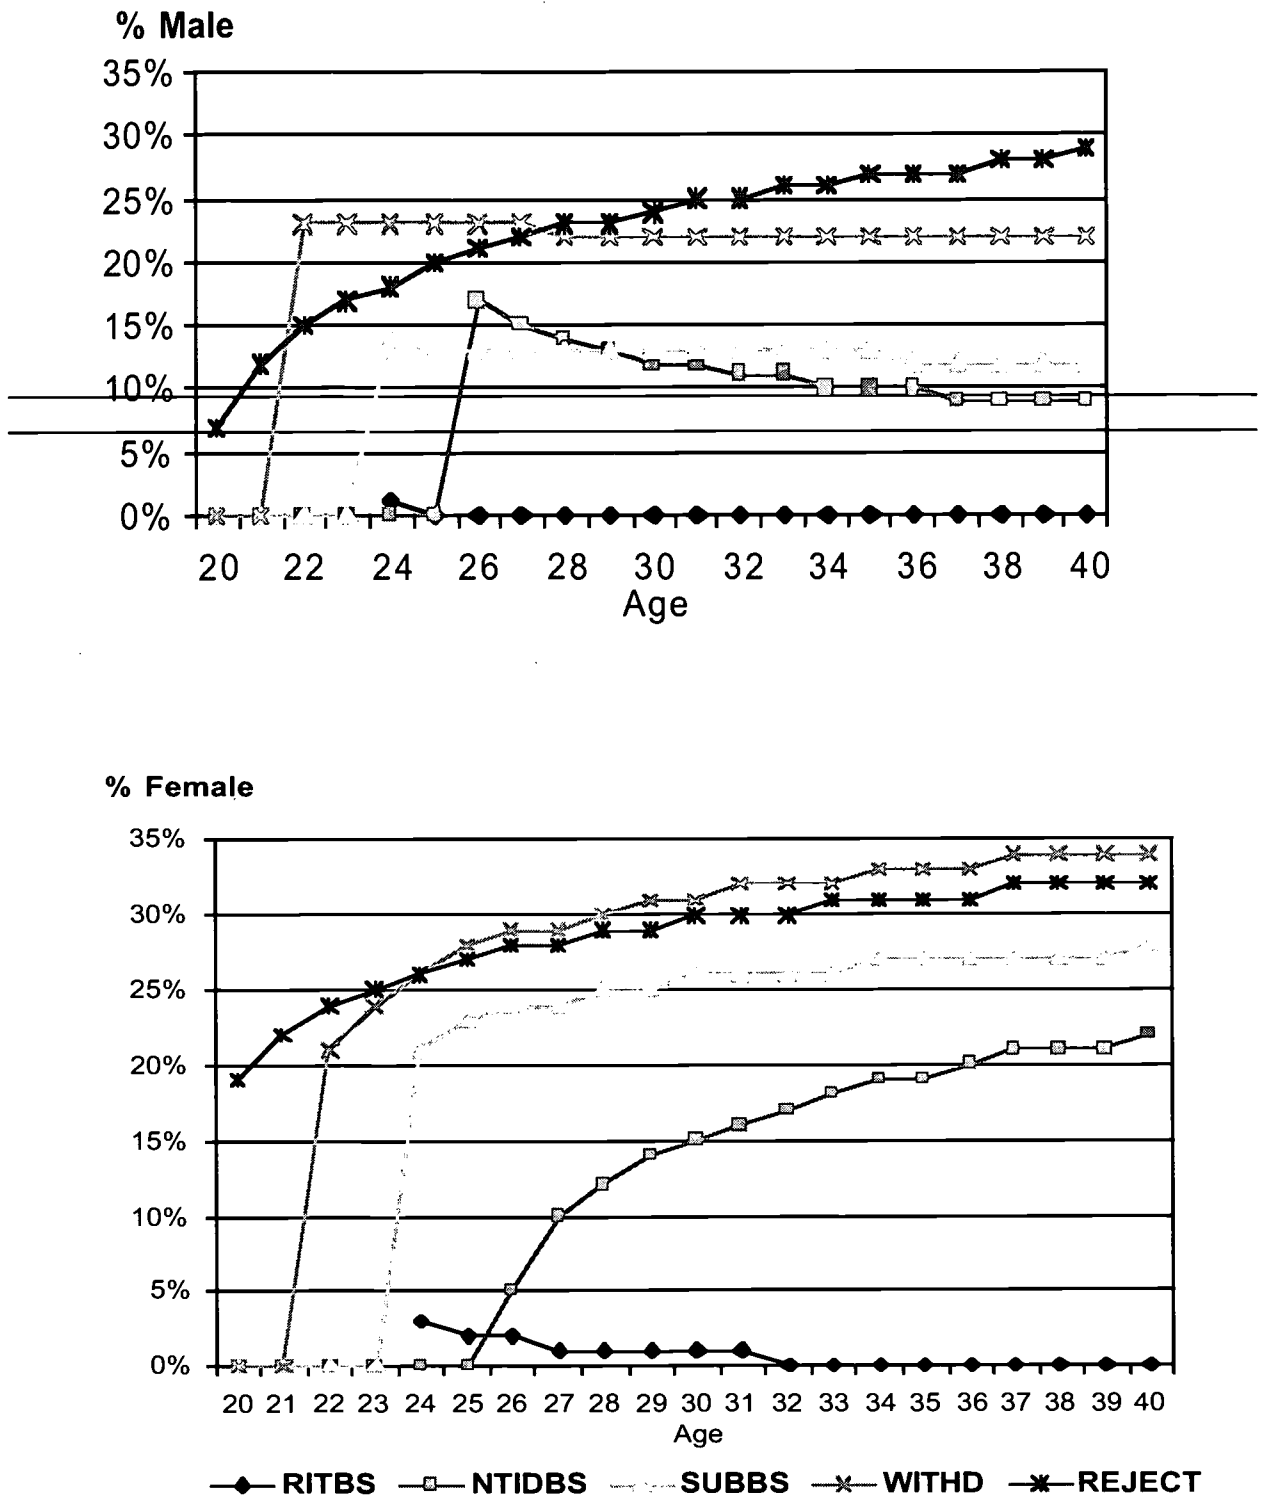 % Male
35%
30%
25%
20%
15%
10%
5%
0%
20 22 24 26 28 30 32 34 36 38 40
Age
% Female
35%
30%
25%
20%
15%
10%
5%
0%
20 21 22 23 24 25 26 27 28 29 30 31 32 33 34 35 36 37 38 39 40
Age
RITBS NTIDBS SUBBS WITHD REJECT